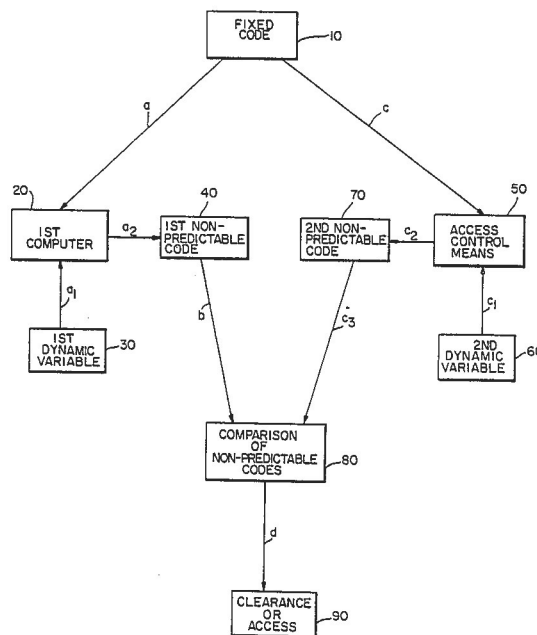 FIXED
CODE
10
a
c
20
1ST
COMPUTER
a2
40
1ST NON-
PREDICTABLE
CODE
70
2ND NON-
PREDICTABLE
CODE
c2
50
ACCESS
CONTROL
MEANS
a1
b
c3
c1
1ST
DYNAMIC
VARIABLE
30
2ND
DYNAMIC
VARIABLE
60
COMPARISON
OF
NON-PREDICTABLE
CODES
80
d
CLEARANCE
OR
ACCESS
90